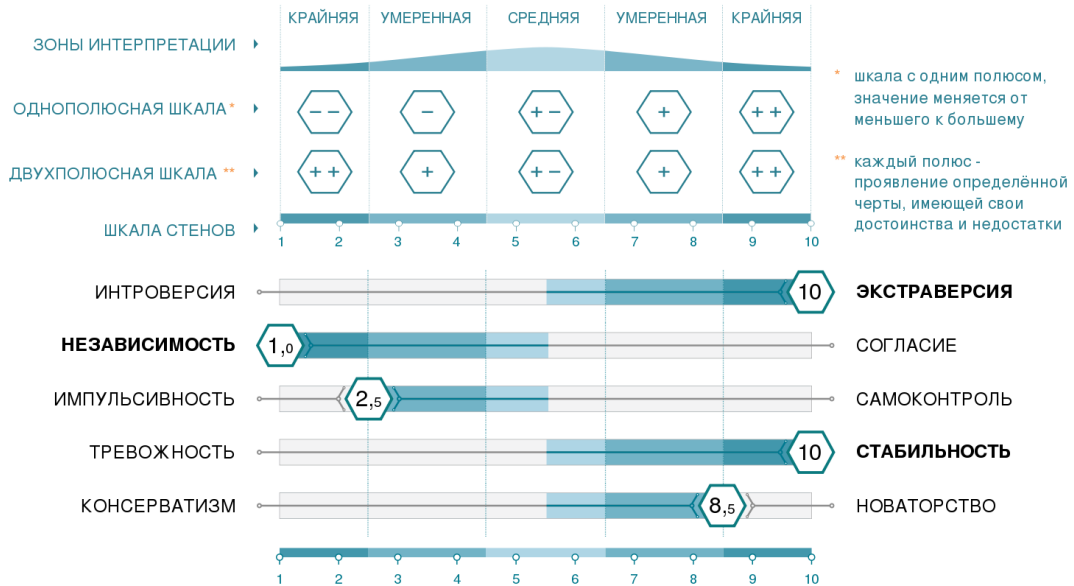 КРАЙНЯЯ УМЕРЕННАЯ СРЕДНЯЯ УМЕРЕННАЯ КРАЙНЯЯ
ЗОНЫ ИНТЕРПРЕТАЦИИ
ОДНОПОЛЮСНАЯ ШКАЛА * − − − + − + + +
* шкала с одним полюсом,
значение меняется от
меньшего к большему
ДВУХПОЛЮСНАЯ ШКАЛА ** + + + + − + + +
** каждый полюс -
проявление определённой
черты, имеющей свои
достоинства и недостатки
ШКАЛА СТЕНОВ
1 2 3 4 5 6 7 8 9 10
ИНТРОВЕРСИЯ 10 ЭКСТРАВЕРСИЯ
НЕЗАВИСИМОСТЬ 1,0 СОГЛАСИЕ
ИМПУЛЬСИВНОСТЬ 2,5 САМОКОНТРОЛЬ
ТРЕВОЖНОСТЬ 10 СТАБИЛЬНОСТЬ
КОНСЕРВАТИЗМ 8,5 НОВАТОРСТВО
1 2 3 4 5 6 7 8 9 10